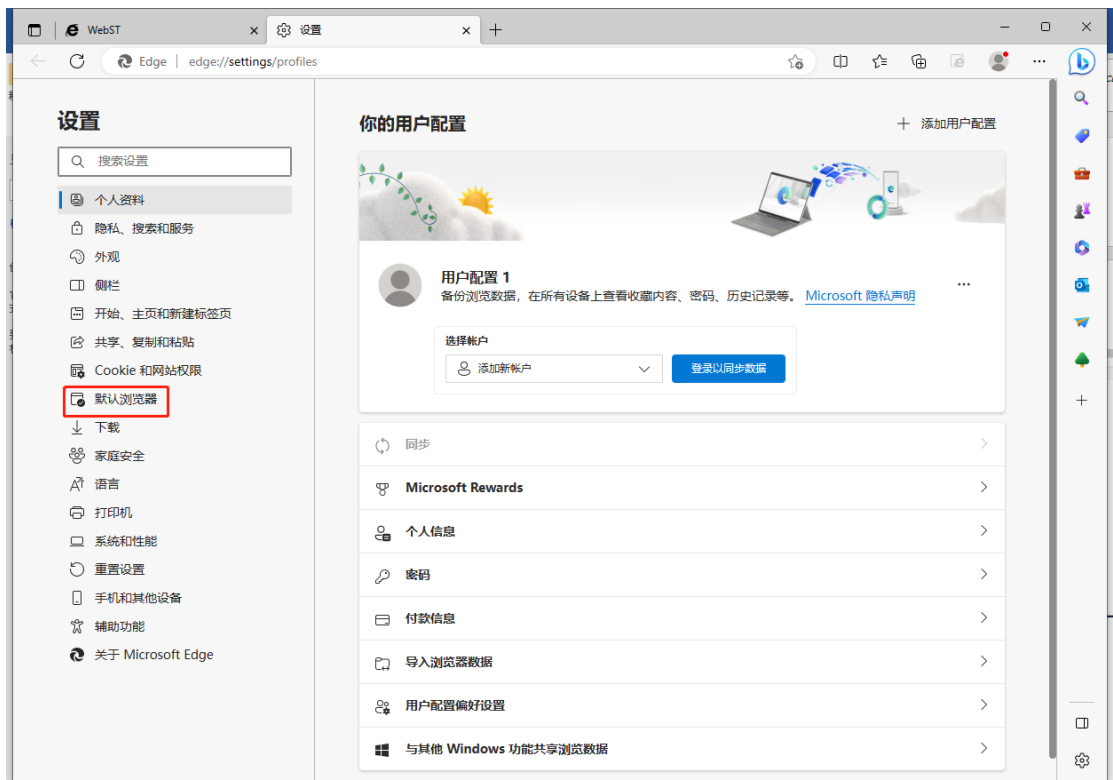 WebST
设置
Edge
edge://settings/profiles
设置
搜索设置
个人资料
隐私、搜索和服务
外观
侧栏
开始、主页和新建标签页
共享、复制和粘贴
Cookie 和网站权限
默认浏览器
下载
家庭安全
语言
打印机
系统和性能
重置设置
手机和其他设备
辅助功能
关于 Microsoft Edge
你的用户配置
添加用户配置
用户配置 1
备份浏览数据，在所有设备上查看收藏内容、密码、历史记录等。 Microsoft 隐私声明
选择帐户
添加新帐户
登录以同步数据
同步
Microsoft Rewards
个人信息
密码
付款信息
导入浏览器数据
用户配置偏好设置
与其他 Windows 功能共享浏览数据